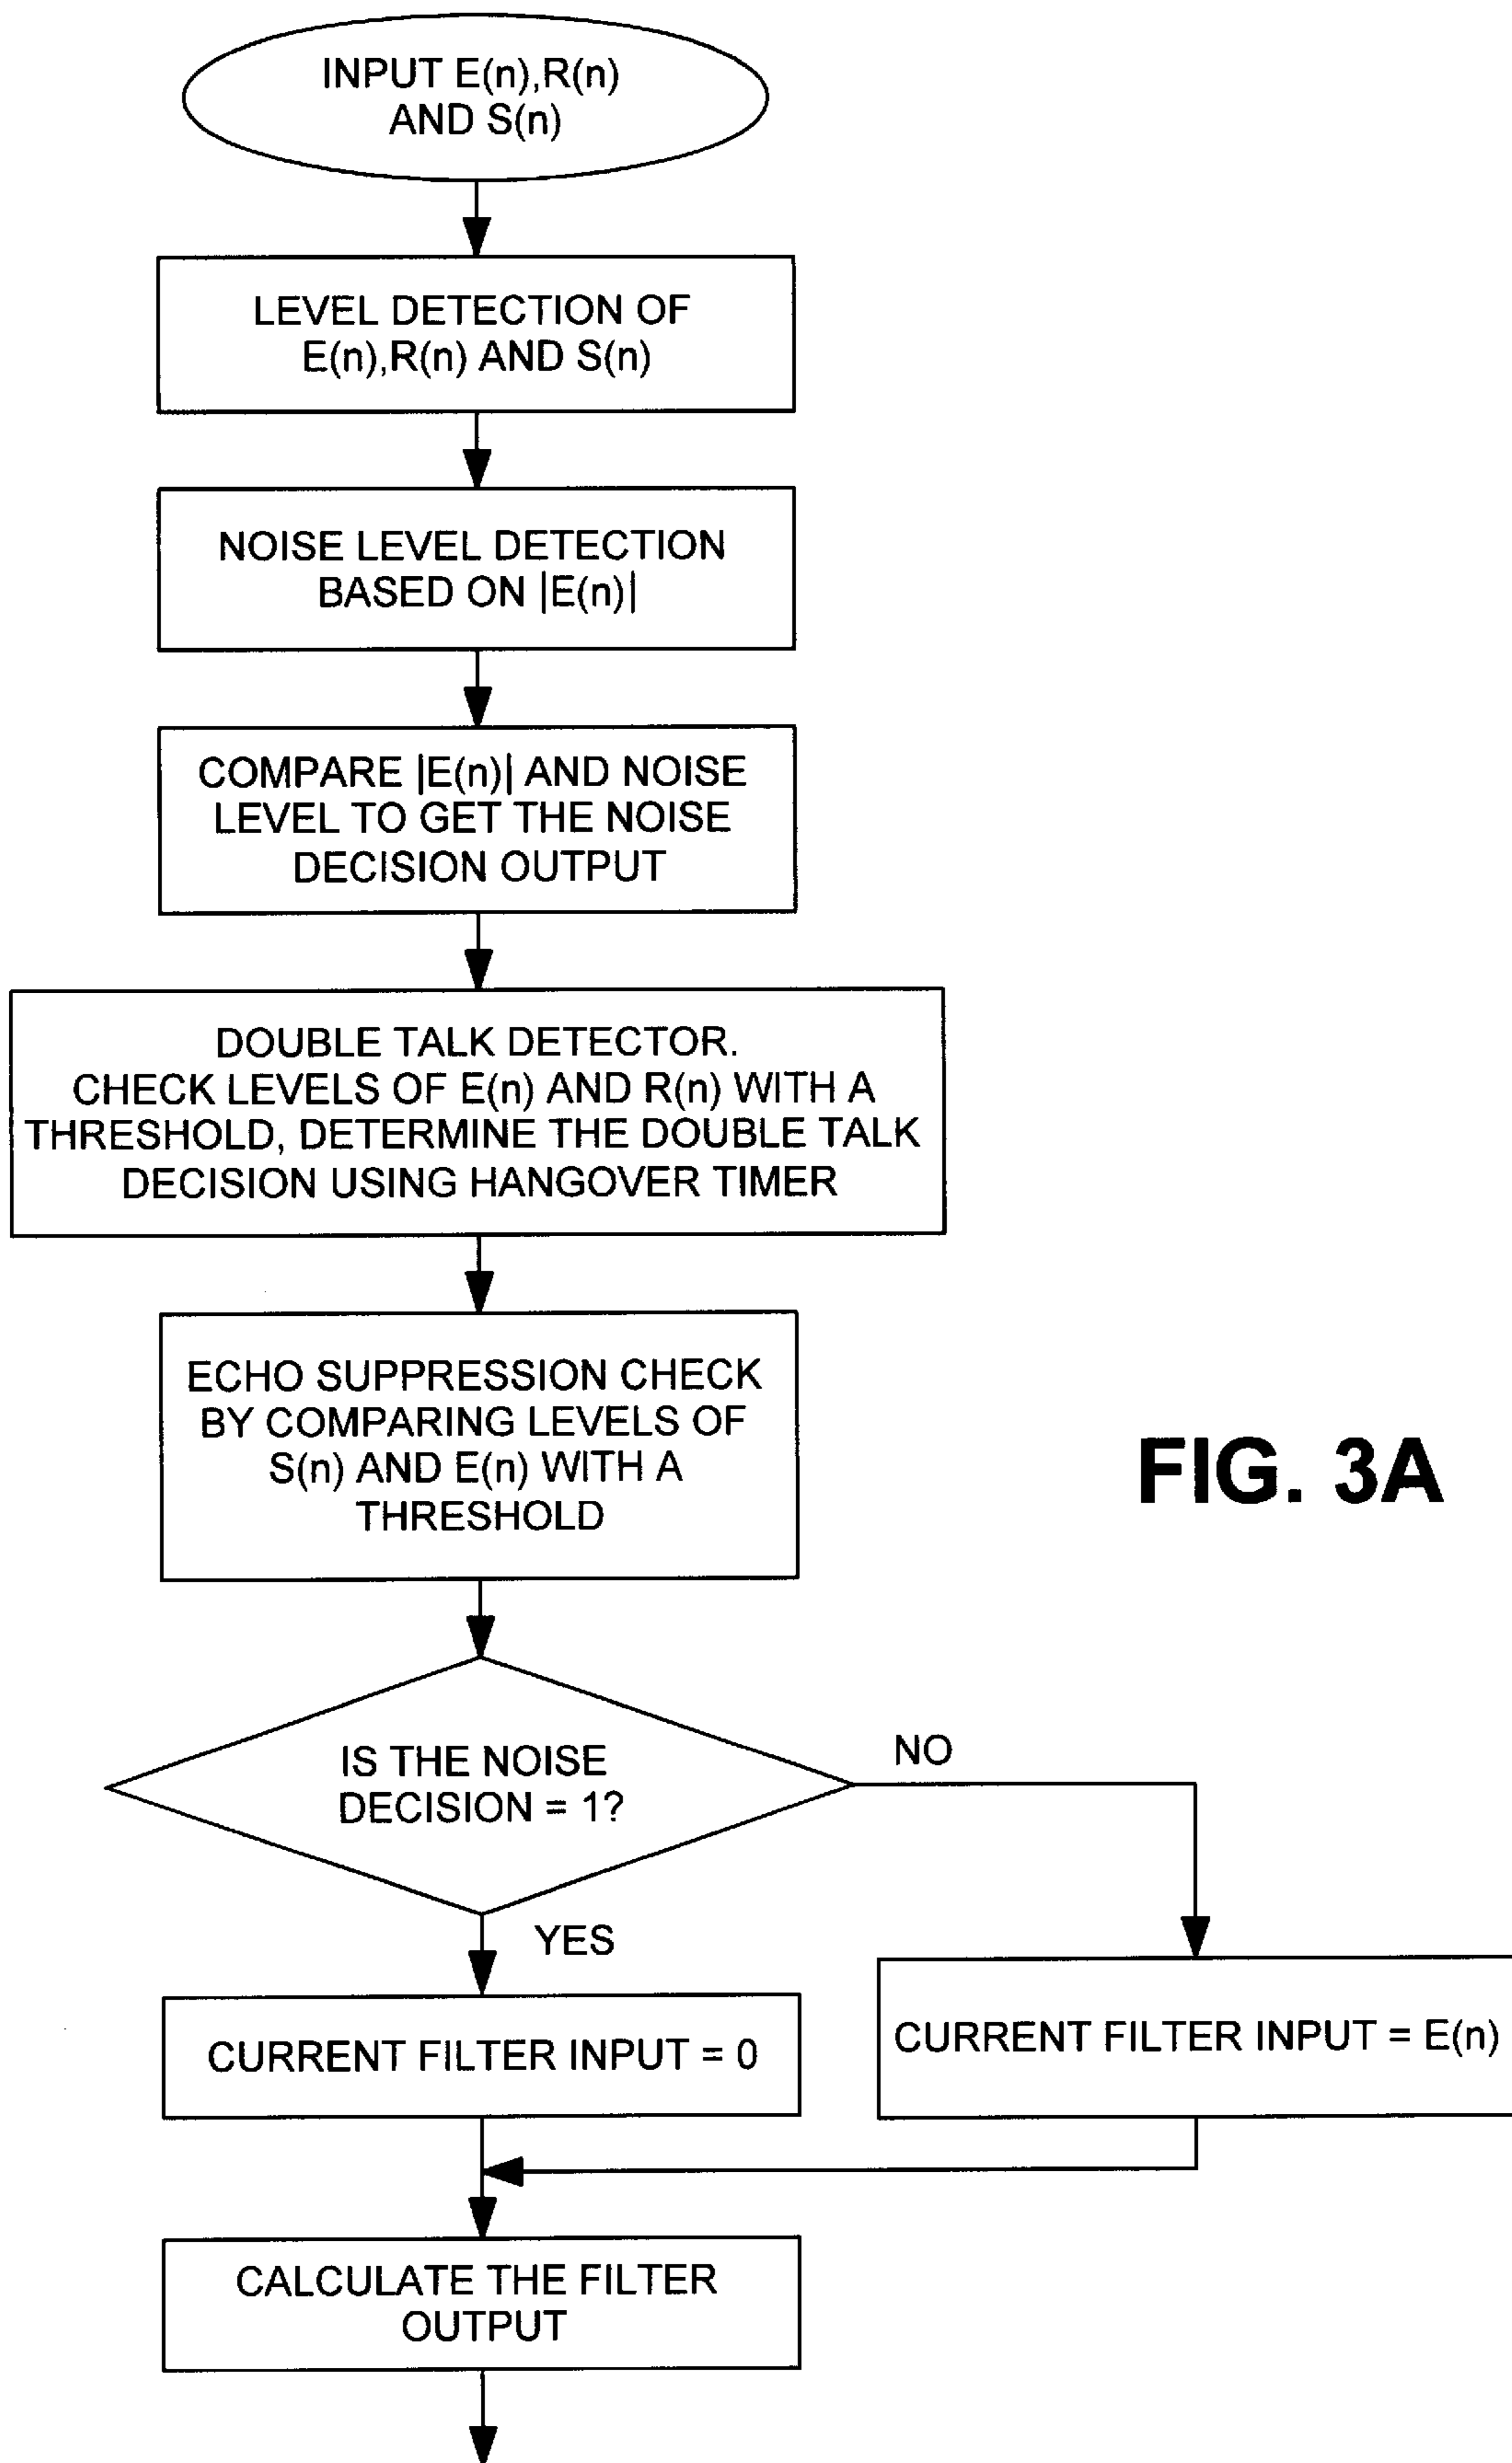 INPUT E(n),R(n)
AND S(n)
LEVEL DETECTION OF
E(n),R(n) AND S(n)
NOISE LEVEL DETECTION
BASED ON |E(n)|
COMPARE |E(n)| AND NOISE
LEVEL TO GET THE NOISE
DECISION OUTPUT
DOUBLE TALK DETECTOR.
CHECK LEVELS OF E(n) AND R(n) WITH A
THRESHOLD, DETERMINE THE DOUBLE TALK
DECISION USING HANGOVER TIMER
ECHO SUPPRESSION CHECK
BY COMPARING LEVELS OF
S(n) AND E(n) WITH A
THRESHOLD
FIG. 3A
IS THE NOISE
DECISION = 1?
NO
YES
CURRENT FILTER INPUT = 0
CURRENT FILTER INPUT = E(n)
CALCULATE THE FILTER
OUTPUT